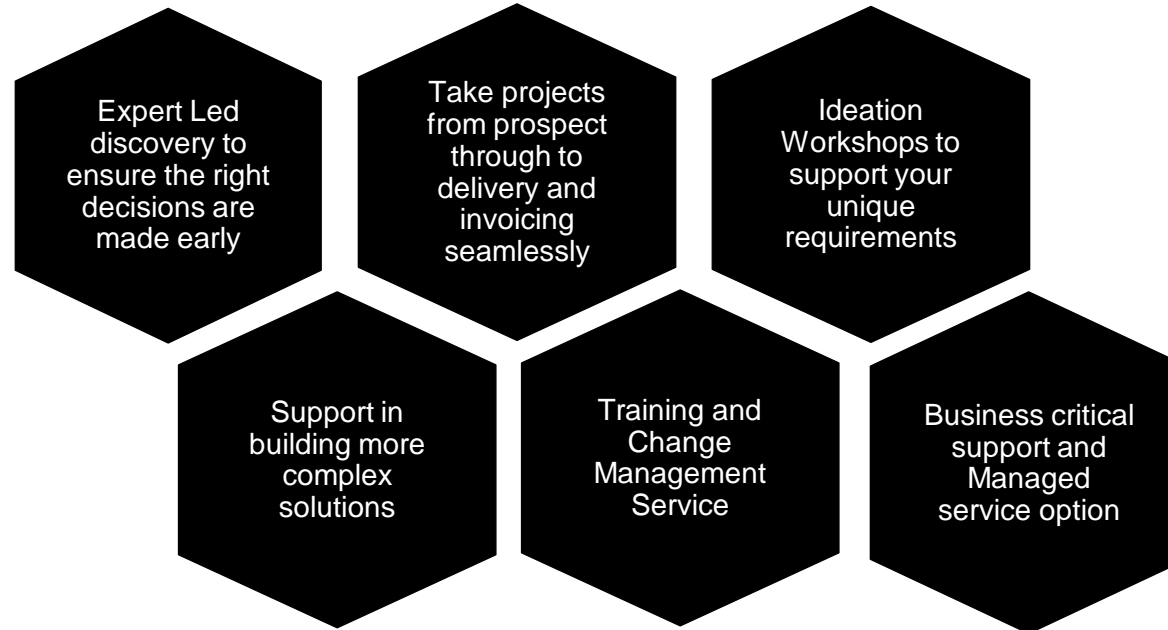 Expert Led
discovery to
ensure the right
decisions are
made early
Take projects
from prospect
through to
delivery and
invoicing
seamlessly
Ideation
Workshops to
support your
unique
requirements
Support in
building more
complex
solutions
Training and
Change
Management
Service
Business critical
support and
Managed
service option